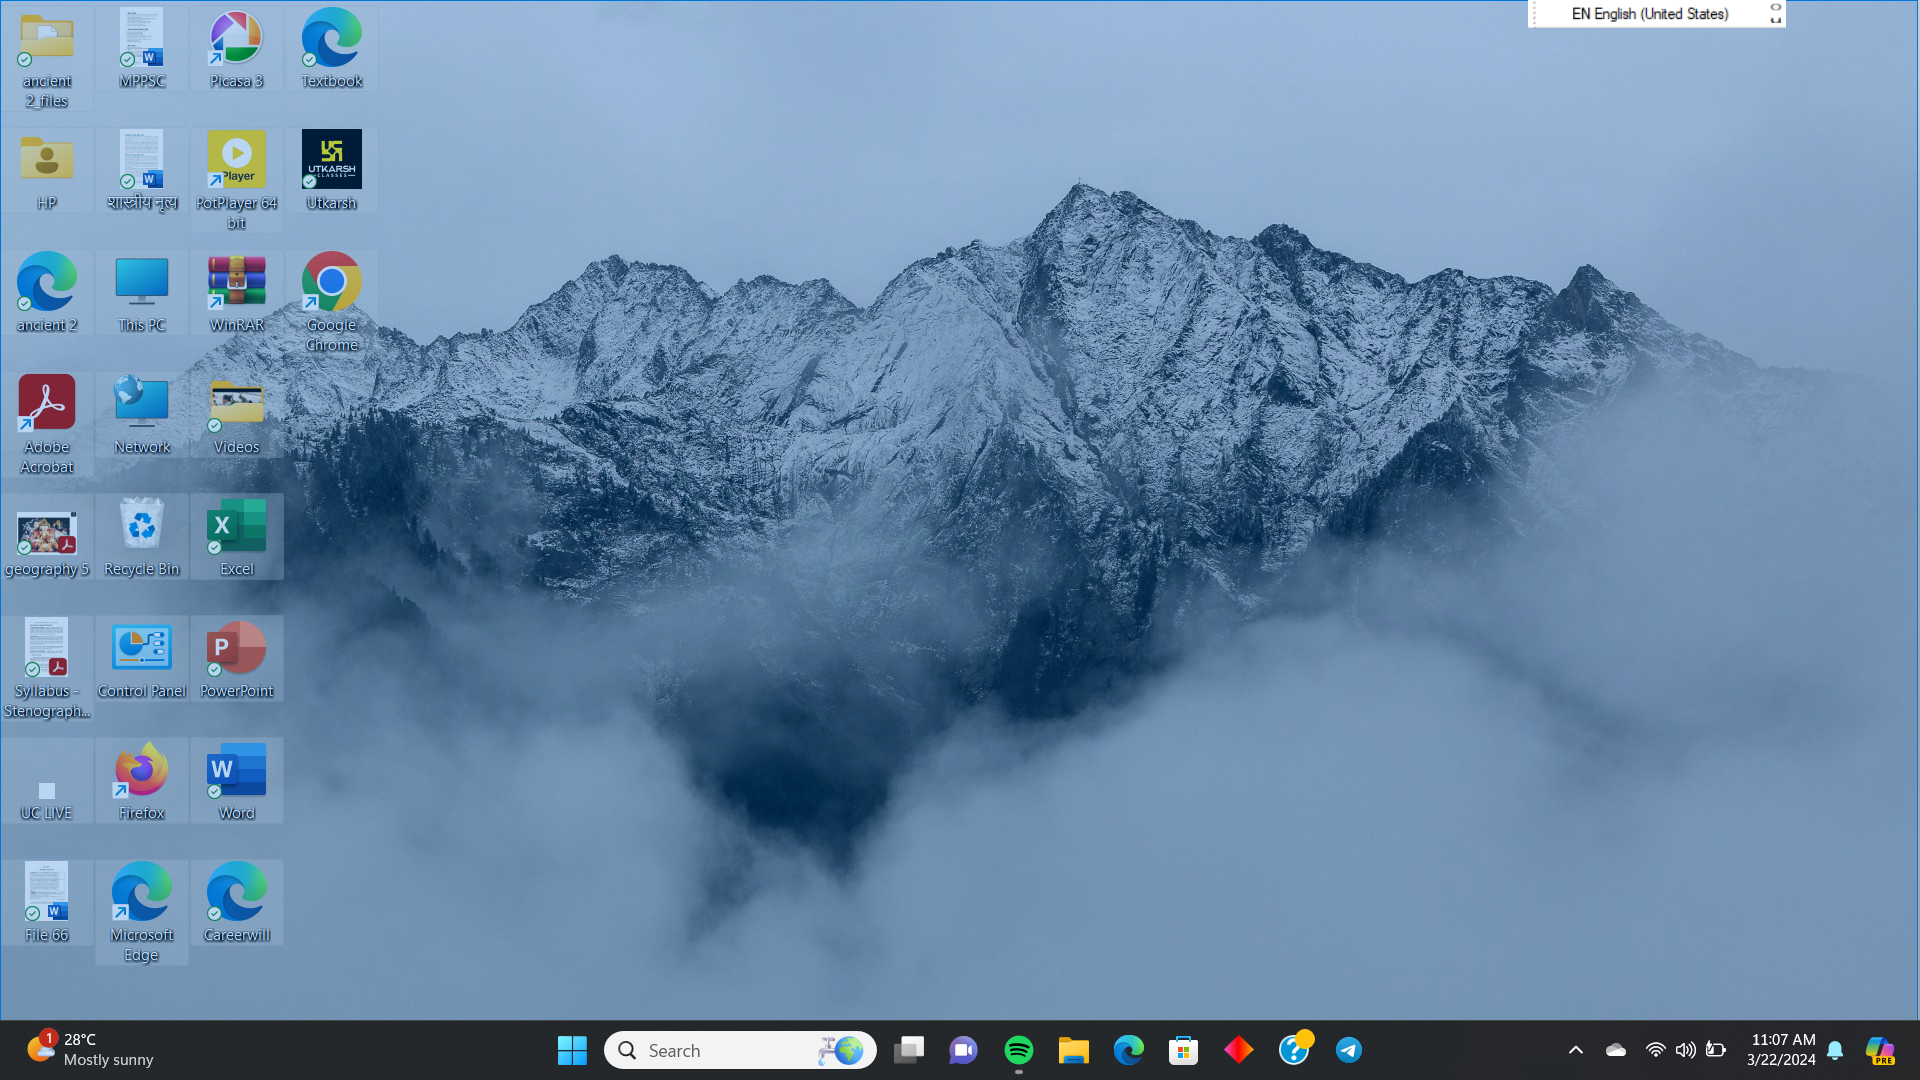 EN English (United States)
ancient
2_files
MPPSC
Picasa 3
Textbook
HP
शास्त्रीय नृत्य
Player
PotPlayer 64
bit
UTKARSH
CLASSES
Utkarsh
ancient 2
This PC
WinRAR
Google
Chrome
Adobe
Acrobat
Network
Videos
geography 5
Recycle Bin
X
Excel
Syllabus -
Stenograph...
Control Panel
P
PowerPoint
UC LIVE
Firefox
W
Word
W
File 66
Microsoft
Edge
Careerwill
1
28°C
Mostly sunny
Search
11:07 AM
3/22/2024
PRE